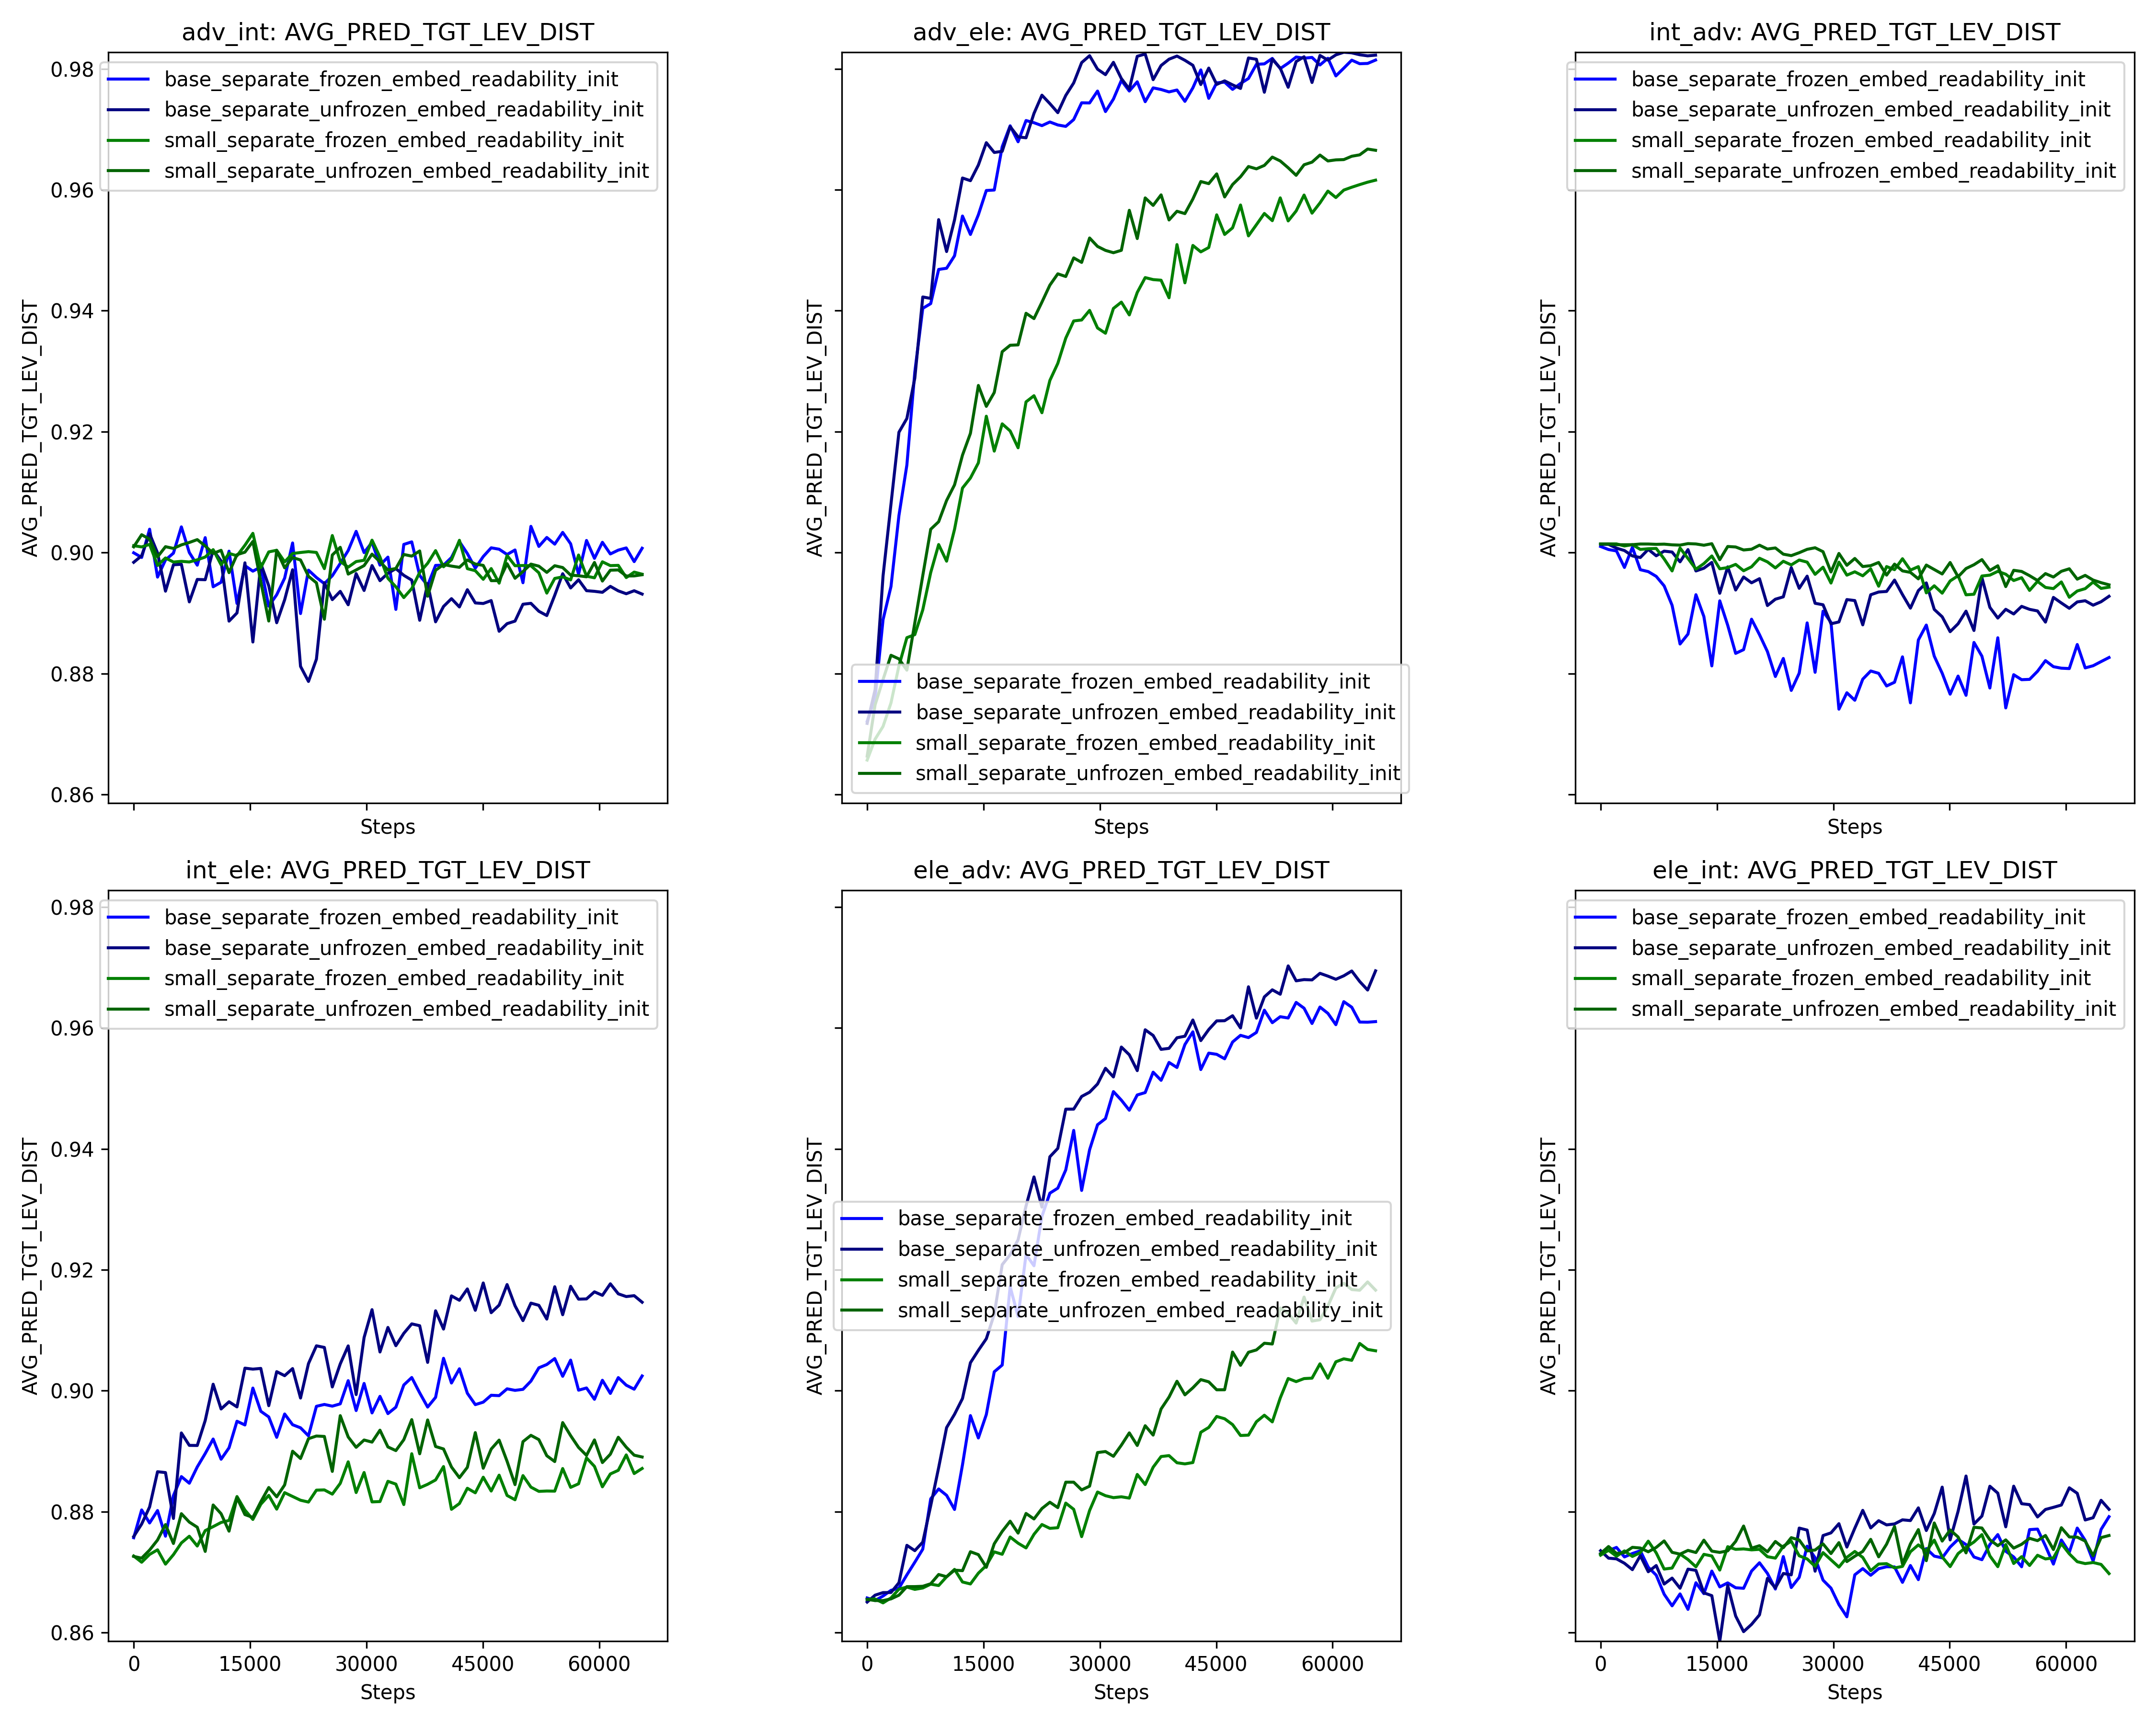 adv_int: AVG_PRED_TGT_LEV_DIST
AVG_PRED_TGT_LEV_DIST
0.98
0.96
0.94
0.92
0.90
0.88
0.86
base_separate_frozen_embed_readability_init
base_separate_unfrozen_embed_readability_init
small_separate_frozen_embed_readability_init
small_separate_unfrozen_embed_readability_init
Steps
adv_ele: AVG_PRED_TGT_LEV_DIST
AVG_PRED_TGT_LEV_DIST
base_separate_frozen_embed_readability_init
base_separate_unfrozen_embed_readability_init
small_separate_frozen_embed_readability_init
small_separate_unfrozen_embed_readability_init
Steps
int_adv: AVG_PRED_TGT_LEV_DIST
AVG_PRED_TGT_LEV_DIST
base_separate_frozen_embed_readability_init
base_separate_unfrozen_embed_readability_init
small_separate_frozen_embed_readability_init
small_separate_unfrozen_embed_readability_init
Steps
int_ele: AVG_PRED_TGT_LEV_DIST
AVG_PRED_TGT_LEV_DIST
0.98
0.96
0.94
0.92
0.90
0.88
0.86
base_separate_frozen_embed_readability_init
base_separate_unfrozen_embed_readability_init
small_separate_frozen_embed_readability_init
small_separate_unfrozen_embed_readability_init
0 15000 30000 45000 60000
Steps
ele_adv: AVG_PRED_TGT_LEV_DIST
AVG_PRED_TGT_LEV_DIST
base_separate_frozen_embed_readability_init
base_separate_unfrozen_embed_readability_init
small_separate_frozen_embed_readability_init
small_separate_unfrozen_embed_readability_init
0 15000 30000 45000 60000
Steps
ele_int: AVG_PRED_TGT_LEV_DIST
AVG_PRED_TGT_LEV_DIST
base_separate_frozen_embed_readability_init
base_separate_unfrozen_embed_readability_init
small_separate_frozen_embed_readability_init
small_separate_unfrozen_embed_readability_init
0 15000 30000 45000 60000
Steps